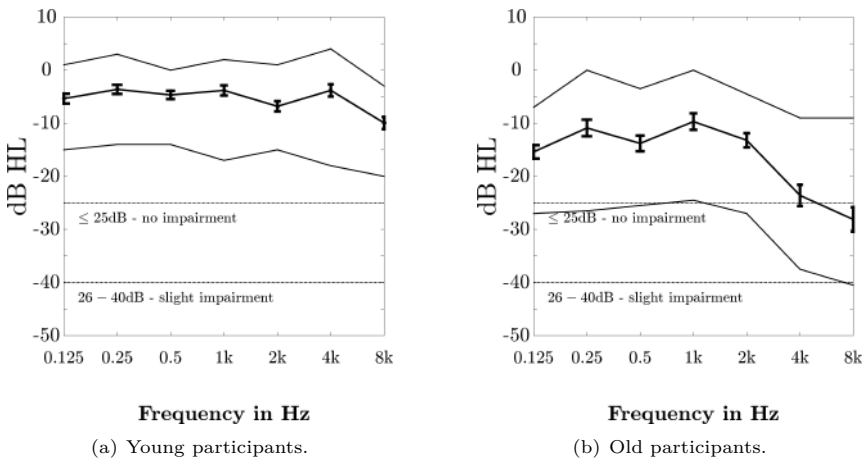 10
0
-10
-20
-30
-40
-50
dB HL
≤ 25dB - no impairment
26 – 40dB - slight impairment
0.125 0.25 0.5 1k 2k 4k 8k
Frequency in Hz
(a) Young participants.
10
0
-10
-20
-30
-40
-50
dB HL
≤ 25dB - no impairment
26 – 40dB - slight impairment
0.125 0.25 0.5 1k 2k 4k 8k
Frequency in Hz
(b) Old participants.